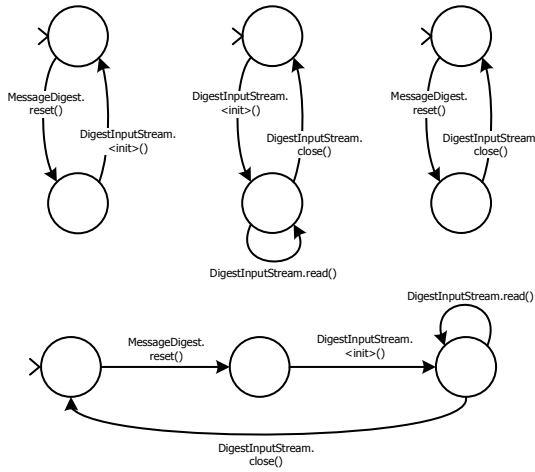 MessageDigest.
reset()
DigestInputStream.
<init>()
DigestInputStream.
<init>()
DigestInputStream.
close()
DigestInputStream.read()
MessageDigest.
reset()
DigestInputStream
close()
MessageDigest.
reset()
DigestInputStream.
<init>()
DigestInputStream.read()
DigestInputStream.
close()